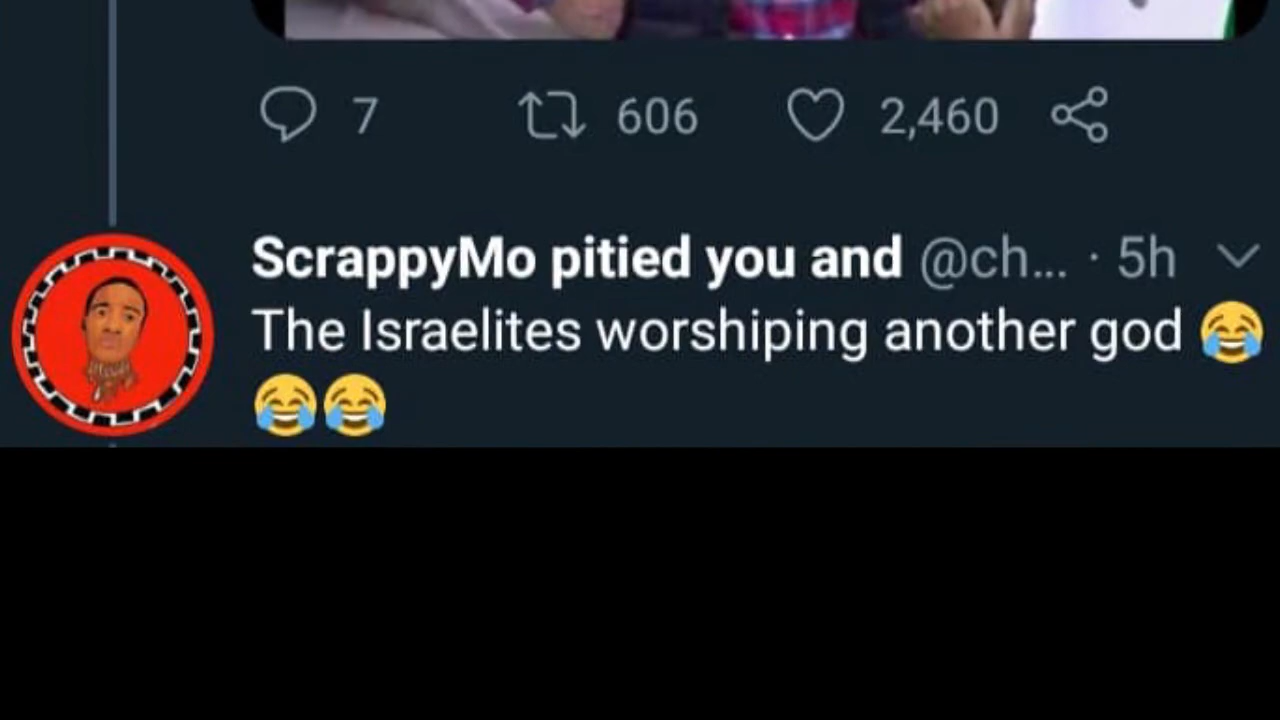 7 606 2,460
ScrappyMo pitied you and @ch... · 5h
The Israelites worshiping another god 😂
😂😂